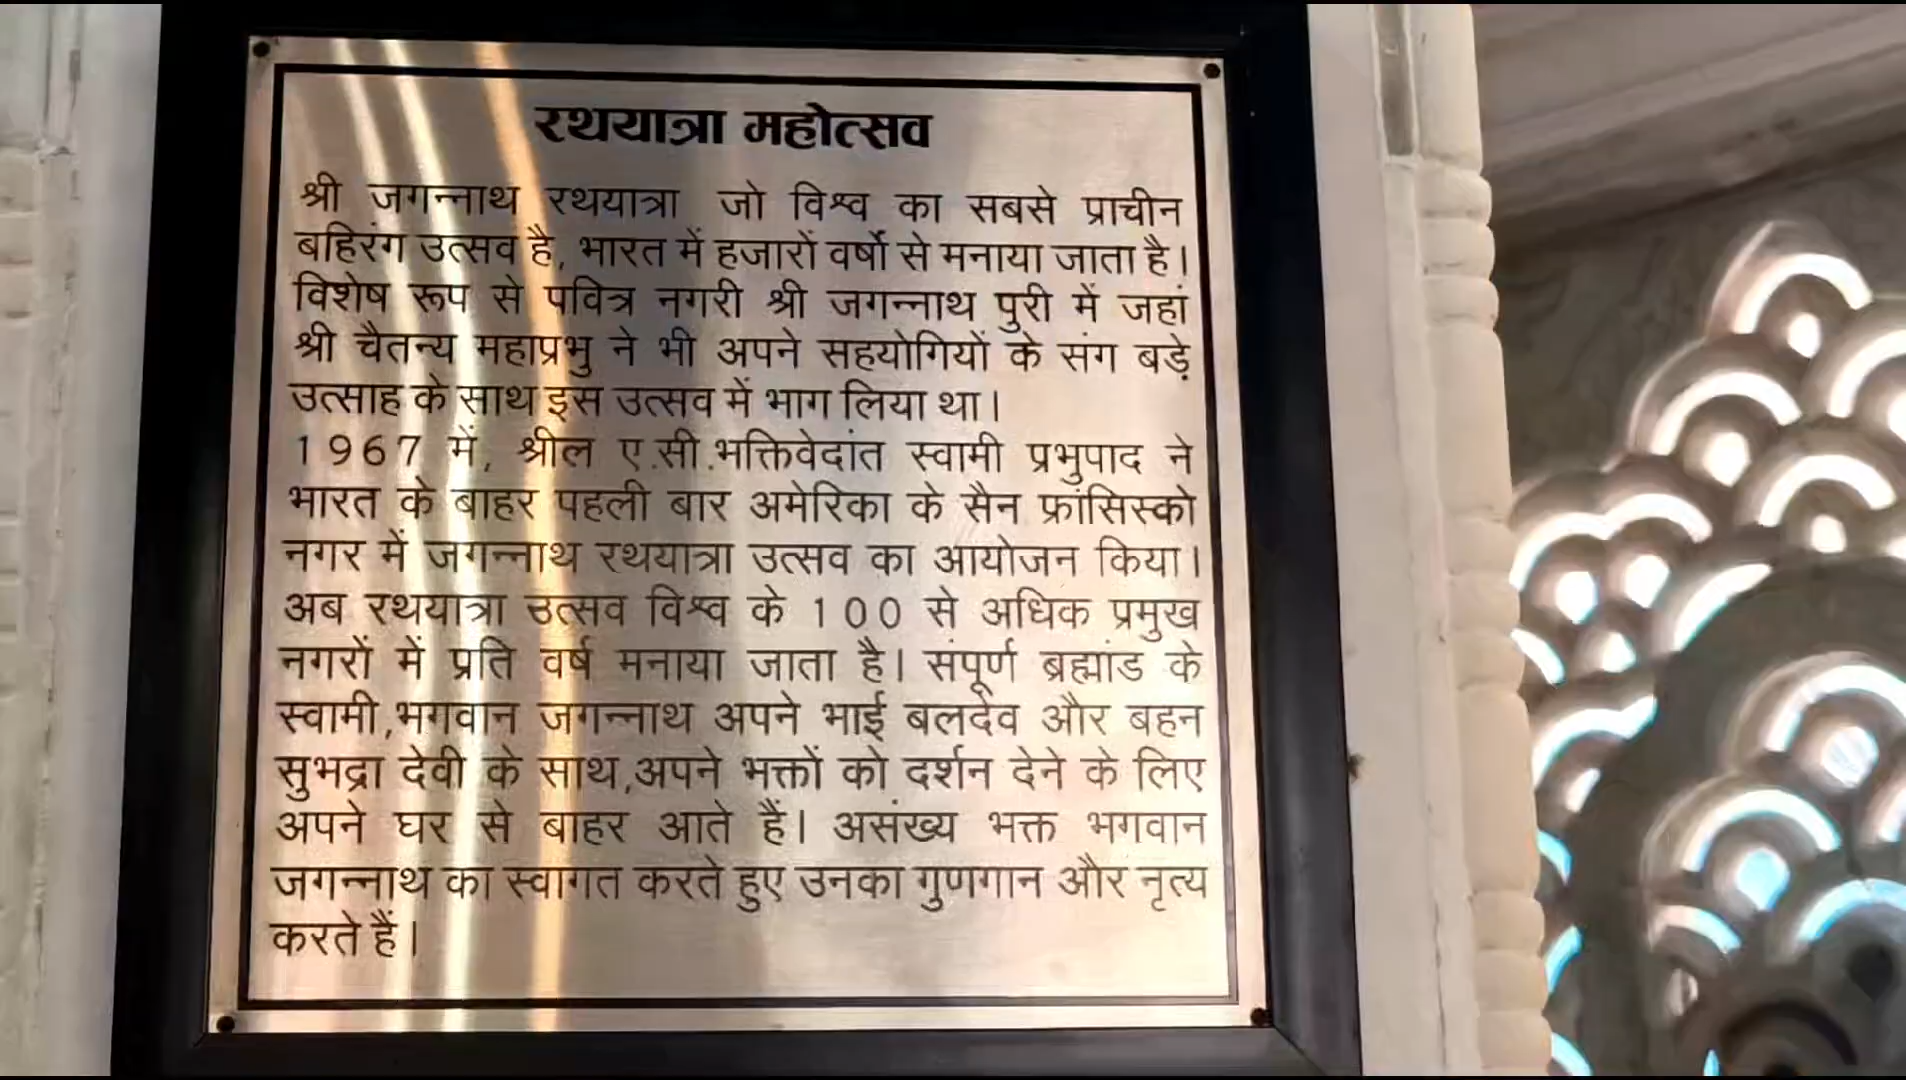 रथयात्रा महोत्सव
श्री जगन्नाथ रथयात्रा जो विश्व का सबसे प्राचीन
बहिरंग उत्सव है, भारत में हजारों वर्षो से मनाया जाता है।
विशेष रूप से पवित्र नगरी श्री जगन्नाथ पुरी में जहां
श्री चैतन्य महाप्रभु ने भी अपने सहयोगियों के संग बड़े
उत्साह के साथ इस उत्सव में भाग लिया था।
1967 में, श्रील ए.सी.भक्तिवेदांत स्वामी प्रभुपाद ने
भारत के बाहर पहली बार अमेरिका के सैन फ्रांसिस्को
नगर में जगन्नाथ रथयात्रा उत्सव का आयोजन किया।
अब रथयात्रा उत्सव विश्व के 100 से अधिक प्रमुख
नगरों में प्रति वर्ष मनाया जाता है। संपूर्ण ब्रह्मांड के
स्वामी,भगवान जगन्नाथ अपने भाई बलदेव और बहन
सुभद्रा देवी के साथ,अपने भक्तों को दर्शन देने के लिए
अपने घर से बाहर आते हैं। असंख्य भक्त भगवान
जगन्नाथ का स्वागत करते हुए उनका गुणगान और नृत्य
करते हैं।